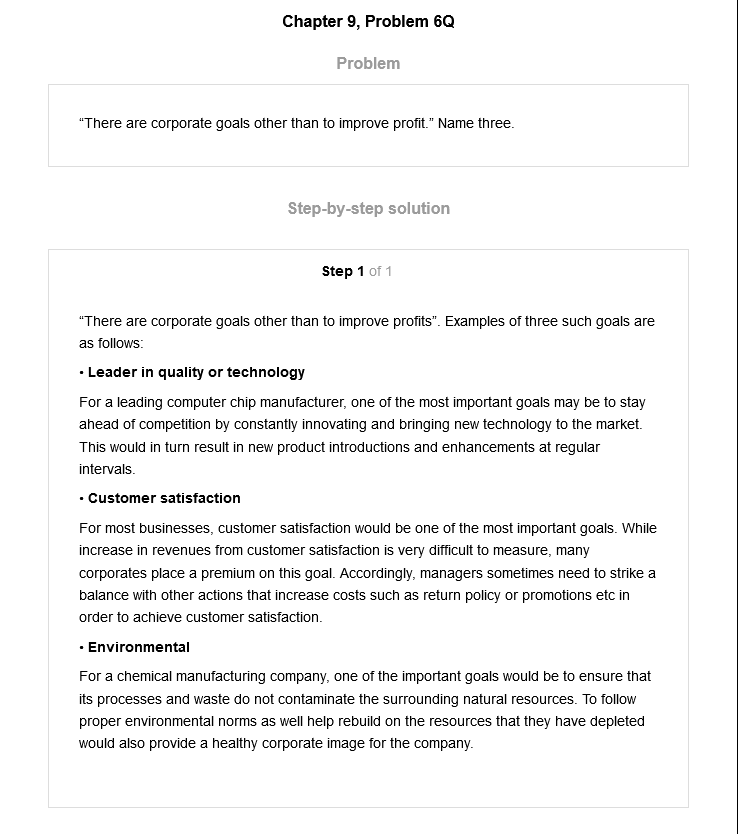 Chapter 9, Problem 6Q
Problem
“There are corporate goals other than to improve profit.” Name three.
Step-by-step solution
Step 1 of 1
“There are corporate goals other than to improve profits”. Examples of three such goals are
as follows:
• Leader in quality or technology
For a leading computer chip manufacturer, one of the most important goals may be to stay
ahead of competition by constantly innovating and bringing new technology to the market.
This would in turn result in new product introductions and enhancements at regular
intervals.
• Customer satisfaction
For most businesses, customer satisfaction would be one of the most important goals. While
increase in revenues from customer satisfaction is very difficult to measure, many
corporates place a premium on this goal. Accordingly, managers sometimes need to strike a
balance with other actions that increase costs such as return policy or promotions etc in
order to achieve customer satisfaction.
• Environmental
For a chemical manufacturing company, one of the important goals would be to ensure that
its processes and waste do not contaminate the surrounding natural resources. To follow
proper environmental norms as well help rebuild on the resources that they have depleted
would also provide a healthy corporate image for the company.